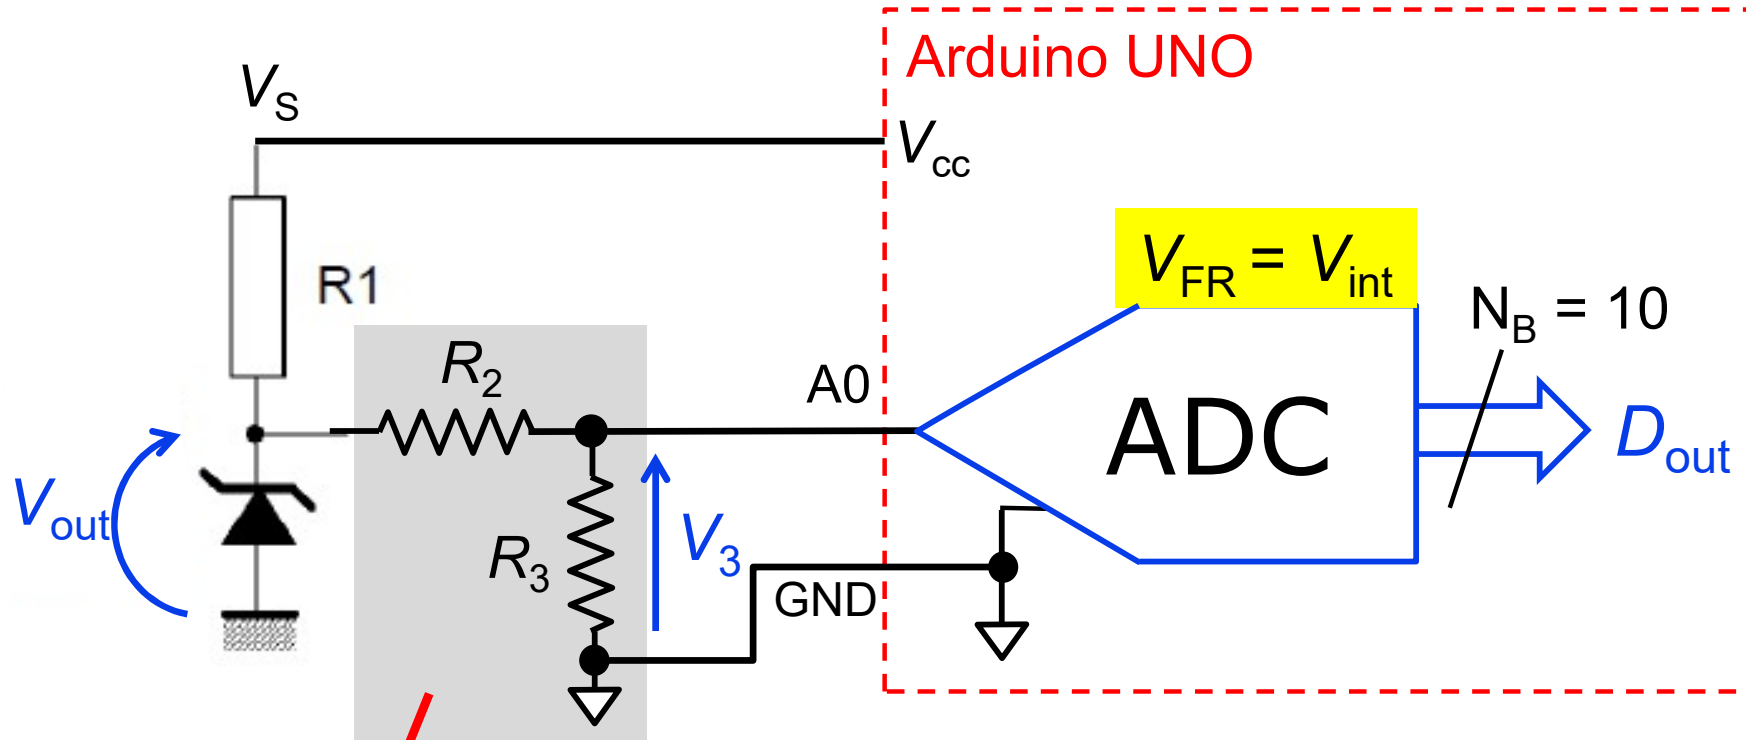 Arduino UNO
VS
Vcc
VFR = Vint
R1
NB = 10
R2
A0
ADC
Dout
Vout
V3
R3
GND